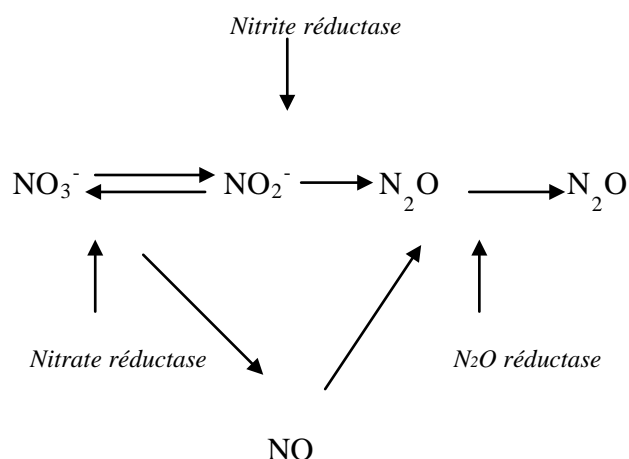 Nitrite réductase
NO₃⁻ NO₂⁻ N₂O N₂O
Nitrate réductase N₂O réductase
NO